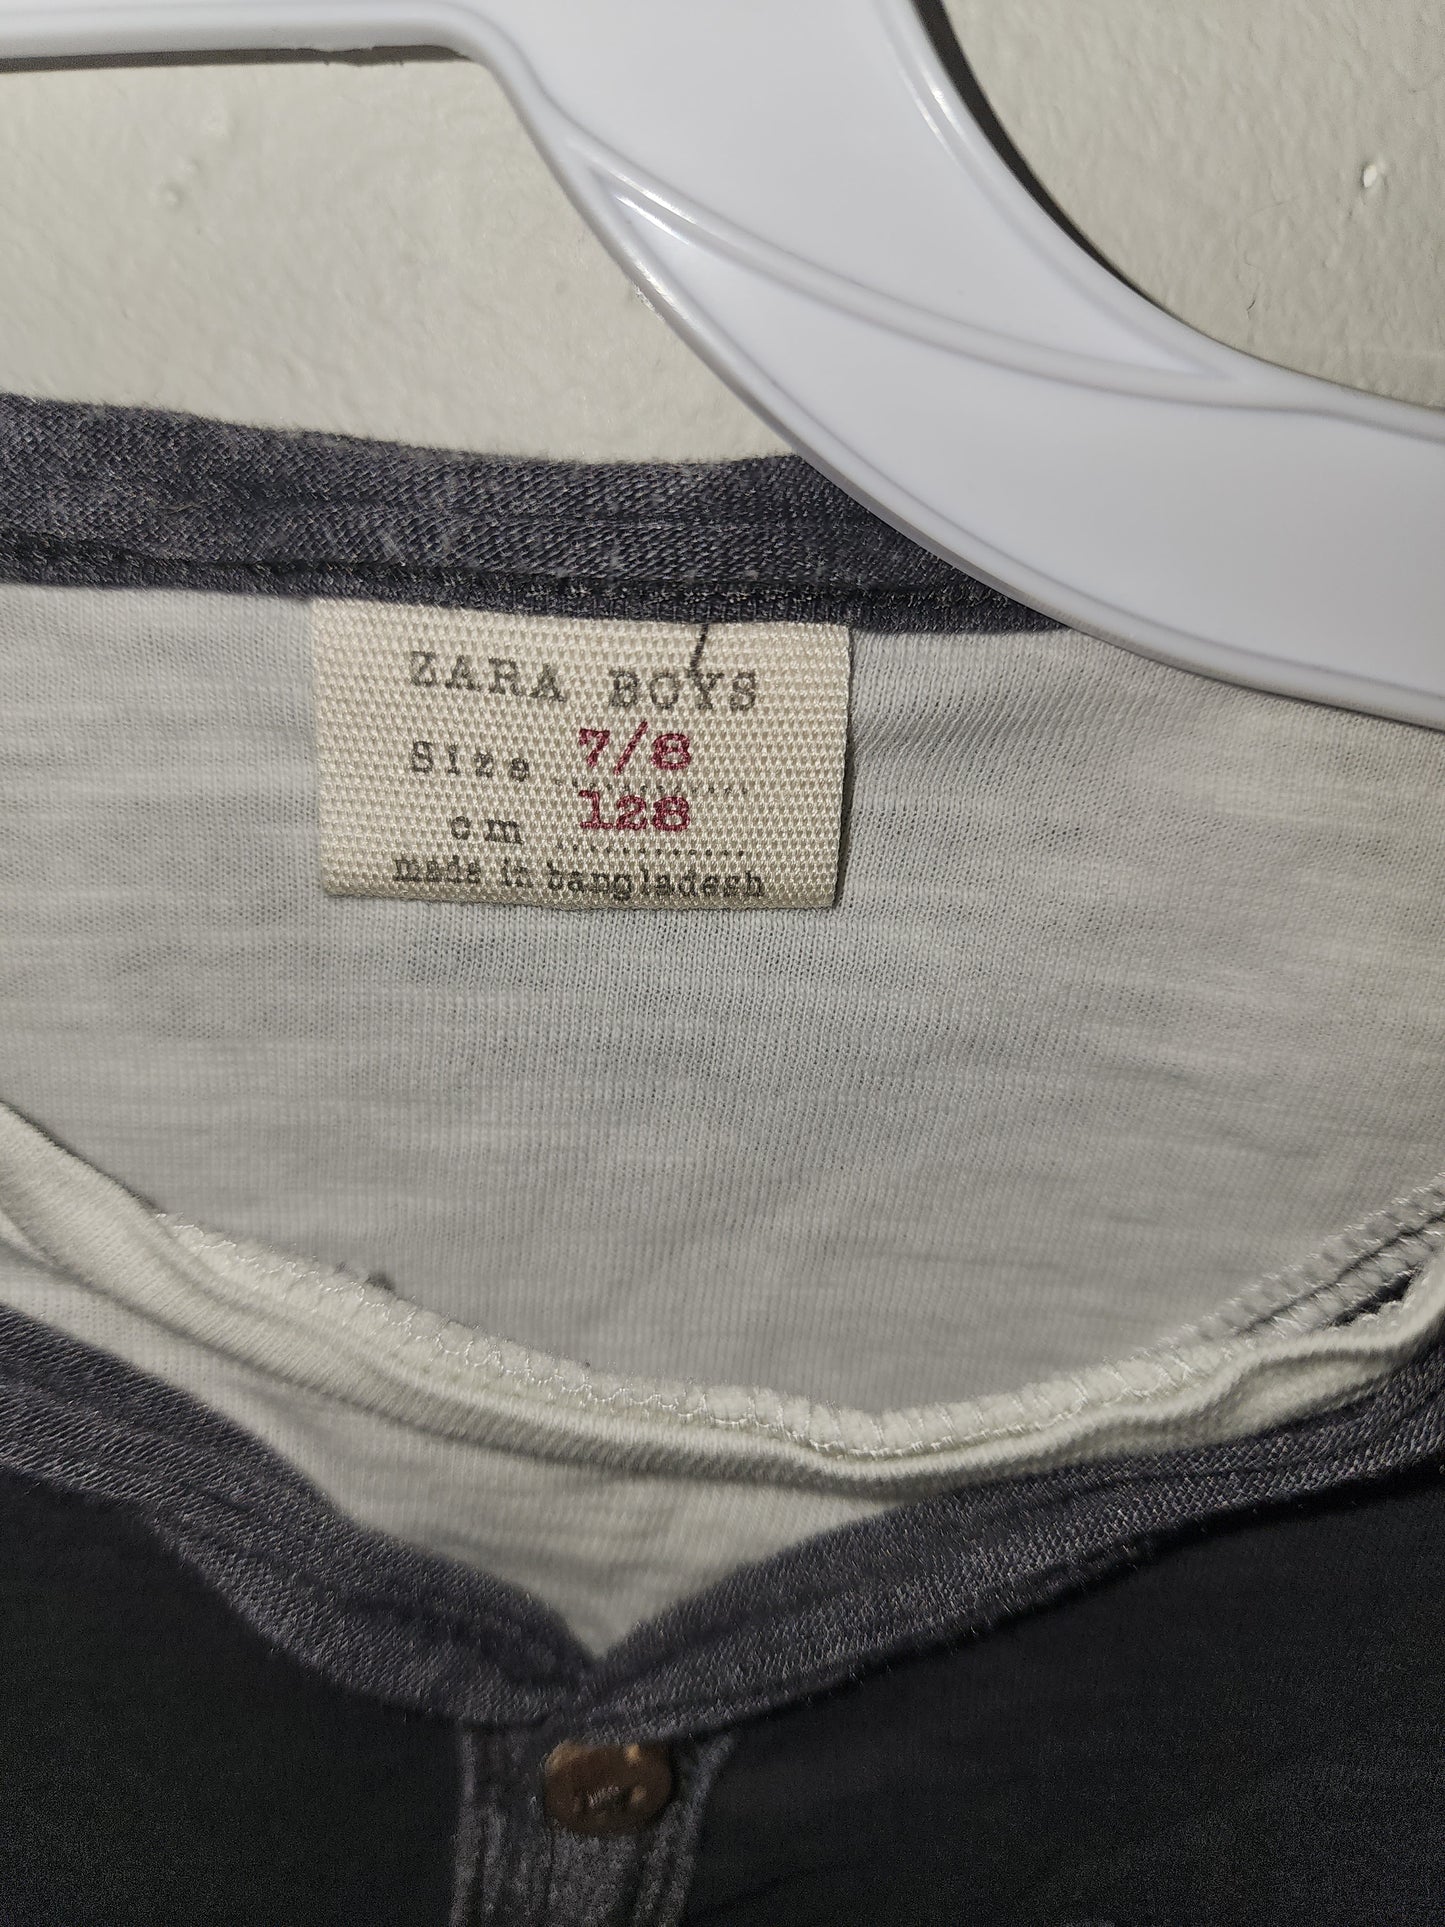 ZARA BOYS
Size 7/8
cm 128
made in bangladesh